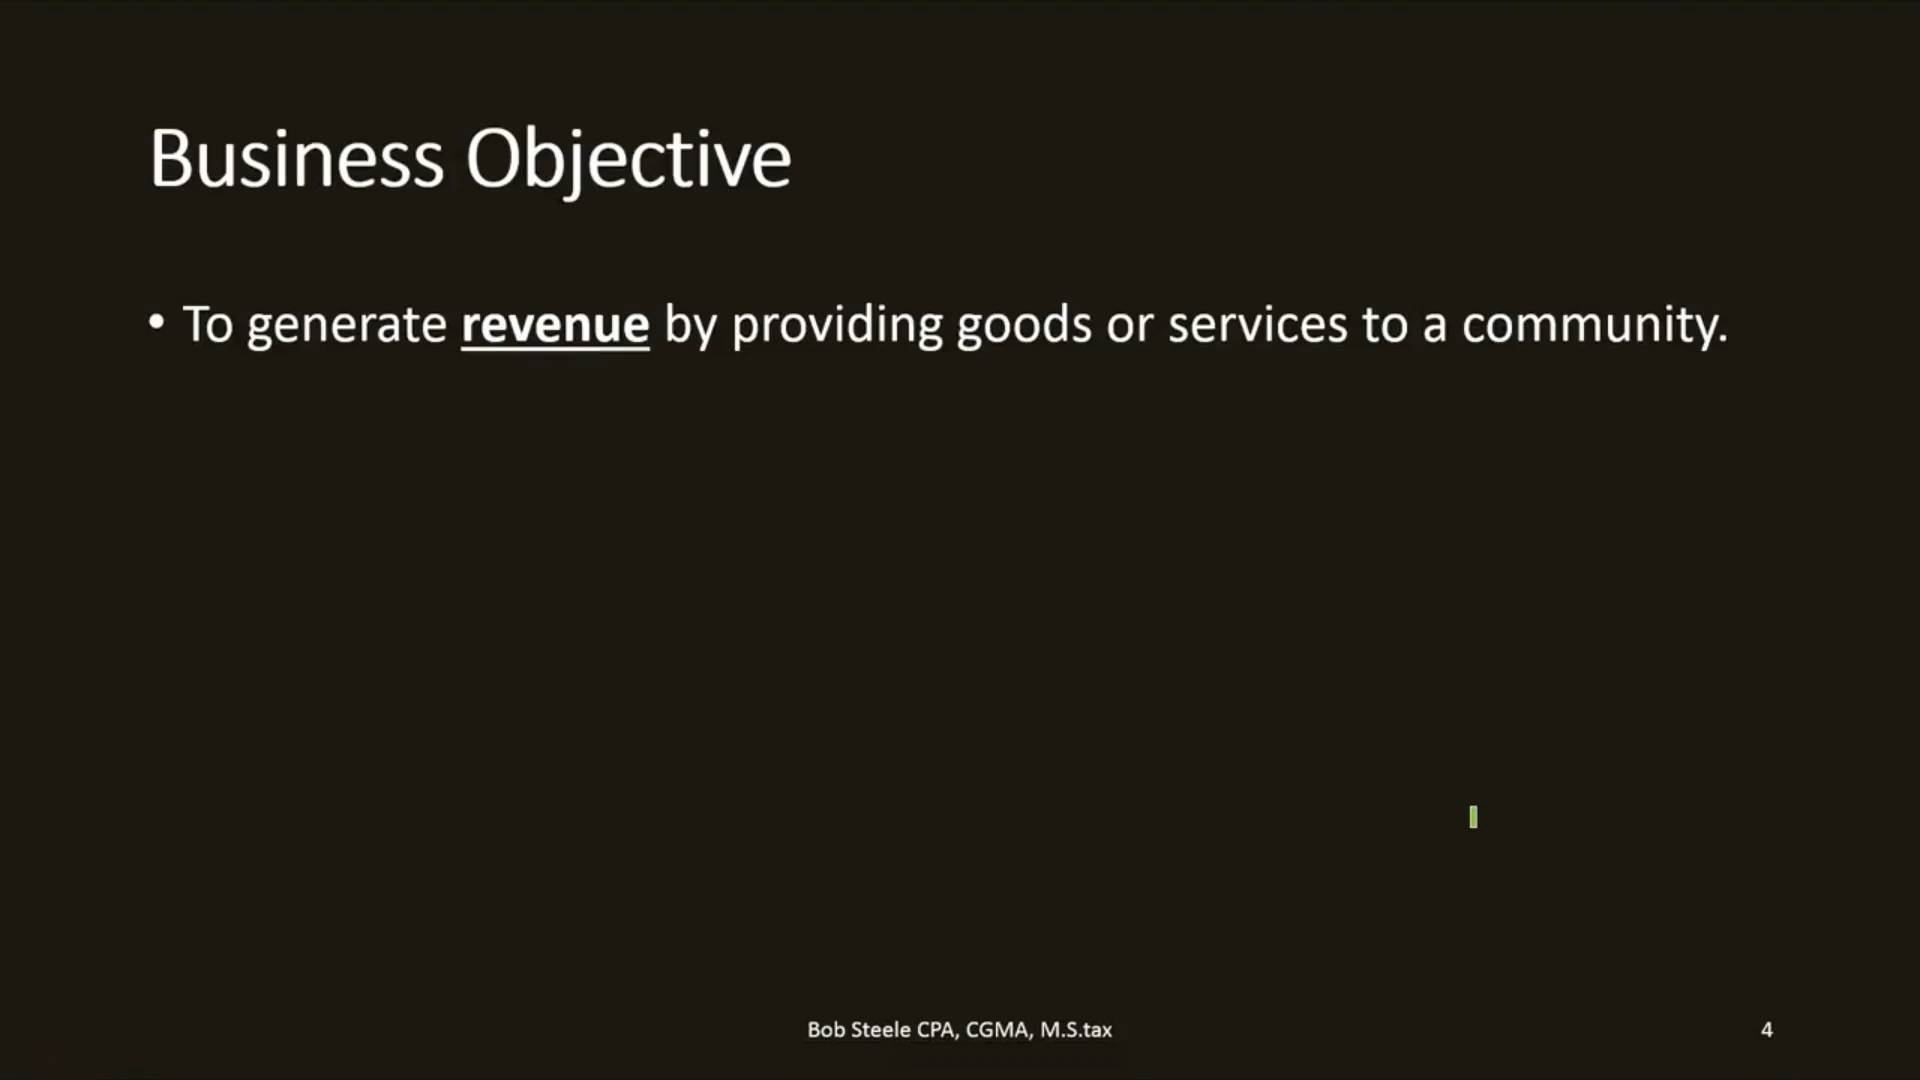 Business Objective
• To generate revenue by providing goods or services to a community.
Bob Steele CPA, CGMA, M.S.tax
4